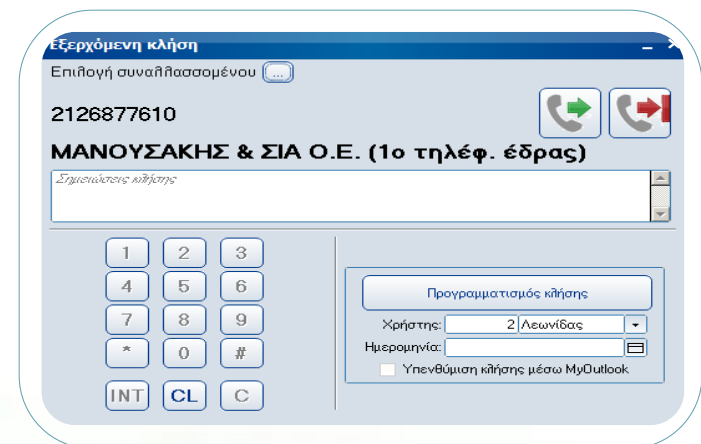 Εξερχόμενη κλήση
Επιλογή συναλλασσομένου ...
2126877610
ΜΑΝΟΥΣΑΚΗΣ & ΣΙΑ Ο.Ε. (1ο τηλέφ. έδρας)
Σημειώσεις κλήσης
1 2 3
4 5 6
7 8 9
* 0 #
INT CL C
Προγραμματισμός κλήσης
Χρήστης: 2 Λεωνίδας
Ημερομηνία:
Υπενθύμιση κλήσης μέσω MyOutlook